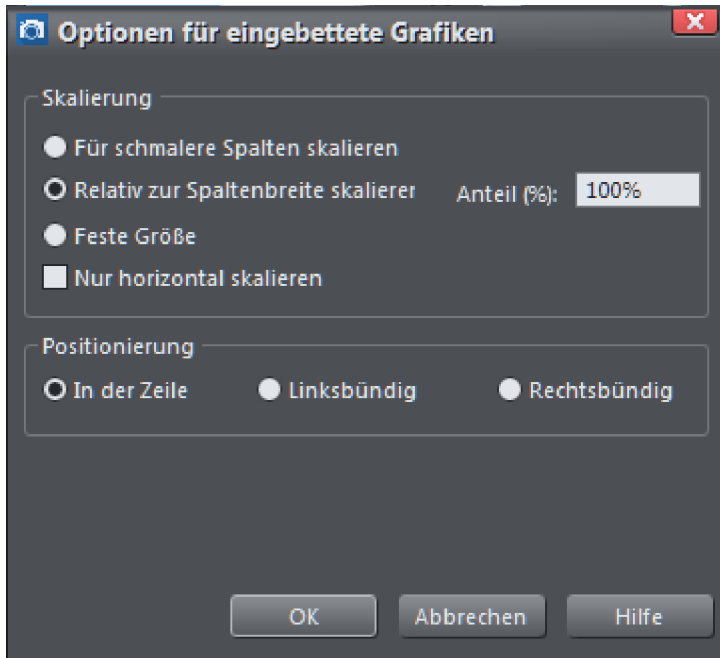 Optionen für eingebettete Grafiken
Skalierung
Für schmalere Spalten skalieren
Relativ zur Spaltenbreite skalierer Anteil (%): 100%
Feste Größe
Nur horizontal skalieren
Positionierung
In der Zeile Linksbündig Rechtsbündig
OK Abbrechen Hilfe